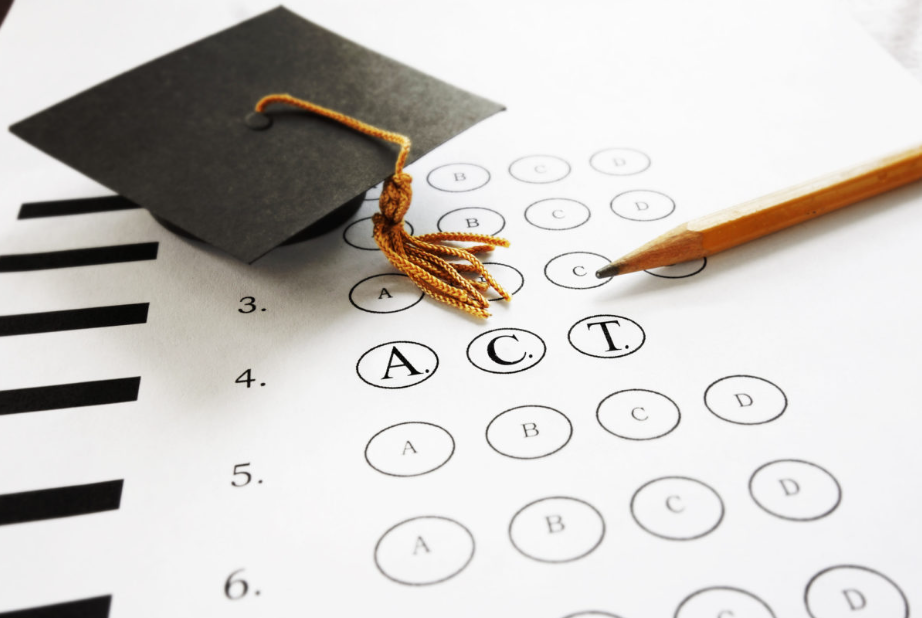 B C D
B C D
3. A C
4. A. C. T.
5. A B C D
6. A B C D
C D